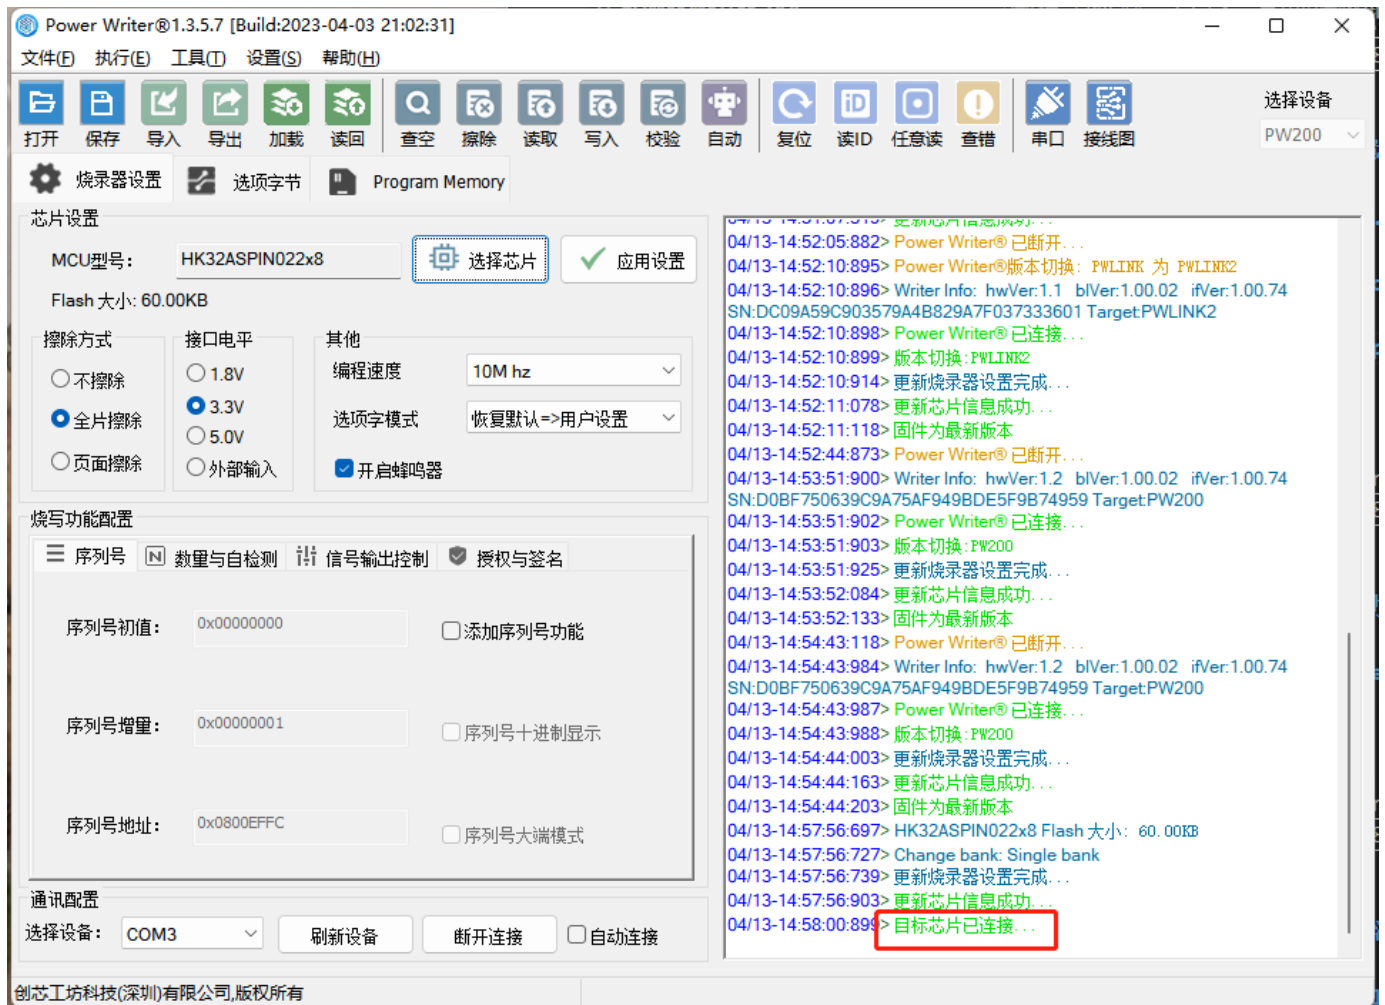 Power Writer®1.3.5.7 [Build:2023-04-03 21:02:31]
文件(F) 执行(E) 工具(T) 设置(S) 帮助(H)
打开 保存 导入 导出 加载 读回 查空 擦除 读取 写入 校验 自动 复位 读ID 任意读 查错 串口 接线图
选择设备
PW200
烧录器设置 选项字节 Program Memory
芯片设置
MCU型号: HK32ASPIN022x8 选择芯片 应用设置
Flash 大小: 60.00KB
擦除方式
不擦除
全片擦除
页面擦除
接口电平
1.8V
3.3V
5.0V
外部输入
其他
编程速度 10M hz
选项字模式 恢复默认=>用户设置
开启蜂鸣器
烧写功能配置
序列号 数量与自检测 信号输出控制 授权与签名
序列号初值: 0x00000000 添加序列号功能
序列号增量: 0x00000001 序列号十进制显示
序列号地址: 0x0800EFFC 序列号大端模式
通讯配置
选择设备: COM3 刷新设备 断开连接 自动连接
04/13-14:51:07:515> 更新芯片信息成功...
04/13-14:52:05:882> Power Writer® 已断开...
04/13-14:52:10:895> Power Writer®版本切换: PWLINK 为 PWLINK2
04/13-14:52:10:896> Writer Info: hwVer:1.1 blVer:1.00.02 ifVer:1.00.74
SN:DC09A59C903579A4B829A7F037333601 Target:PWLINK2
04/13-14:52:10:898> Power Writer® 已连接...
04/13-14:52:10:899> 版本切换:PWLINK2
04/13-14:52:10:914> 更新烧录器设置完成...
04/13-14:52:11:078> 更新芯片信息成功...
04/13-14:52:11:118> 固件为最新版本
04/13-14:52:44:873> Power Writer® 已断开...
04/13-14:53:51:900> Writer Info: hwVer:1.2 blVer:1.00.02 ifVer:1.00.74
SN:D0BF750639C9A75AF949BDE5F9B74959 Target:PW200
04/13-14:53:51:902> Power Writer® 已连接...
04/13-14:53:51:903> 版本切换:PW200
04/13-14:53:51:925> 更新烧录器设置完成...
04/13-14:53:52:084> 更新芯片信息成功...
04/13-14:53:52:133> 固件为最新版本
04/13-14:54:43:118> Power Writer® 已断开...
04/13-14:54:43:984> Writer Info: hwVer:1.2 blVer:1.00.02 ifVer:1.00.74
SN:D0BF750639C9A75AF949BDE5F9B74959 Target:PW200
04/13-14:54:43:987> Power Writer® 已连接...
04/13-14:54:43:988> 版本切换:PW200
04/13-14:54:44:003> 更新烧录器设置完成...
04/13-14:54:44:163> 更新芯片信息成功...
04/13-14:54:44:203> 固件为最新版本
04/13-14:57:56:697> HK32ASPIN022x8 Flash 大小: 60.00KB
04/13-14:57:56:727> Change bank: Single bank
04/13-14:57:56:739> 更新烧录器设置完成...
04/13-14:57:56:903> 更新芯片信息成功...
04/13-14:58:00:899> 目标芯片已连接...
创芯工坊科技(深圳)有限公司,版权所有